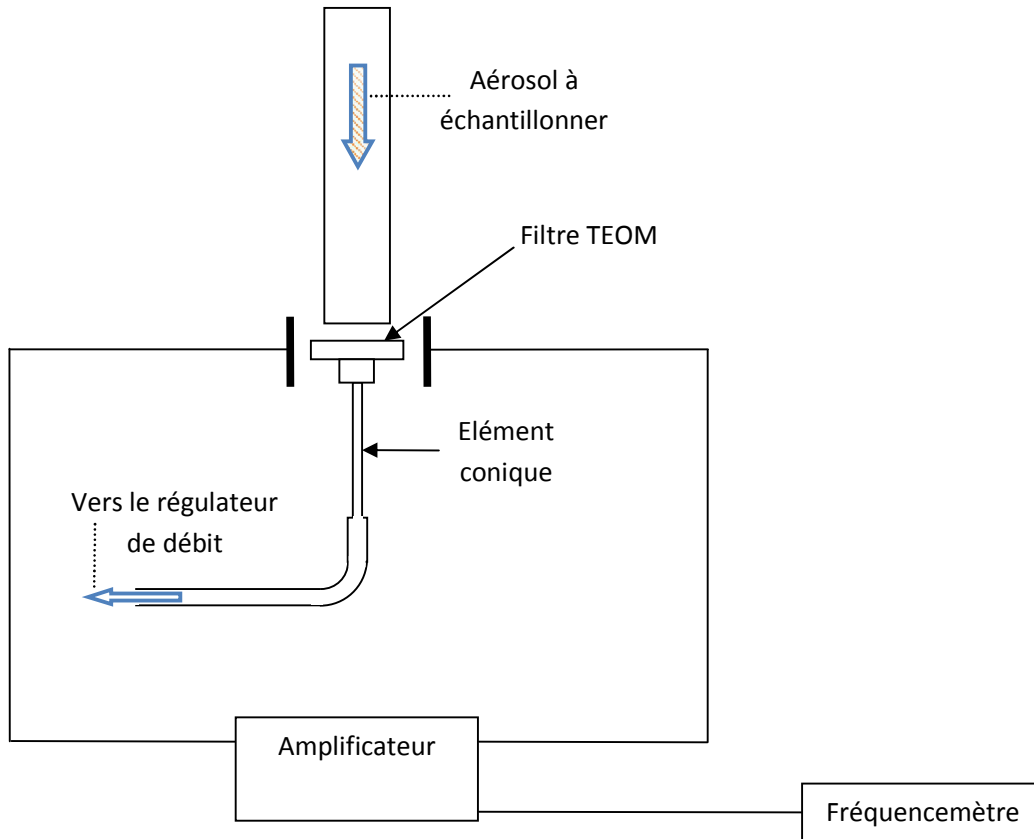 Aérosol à
échantillonner
Filtre TEOM
Elément
conique
Vers le régulateur
de débit
Amplificateur
Fréquencemètre